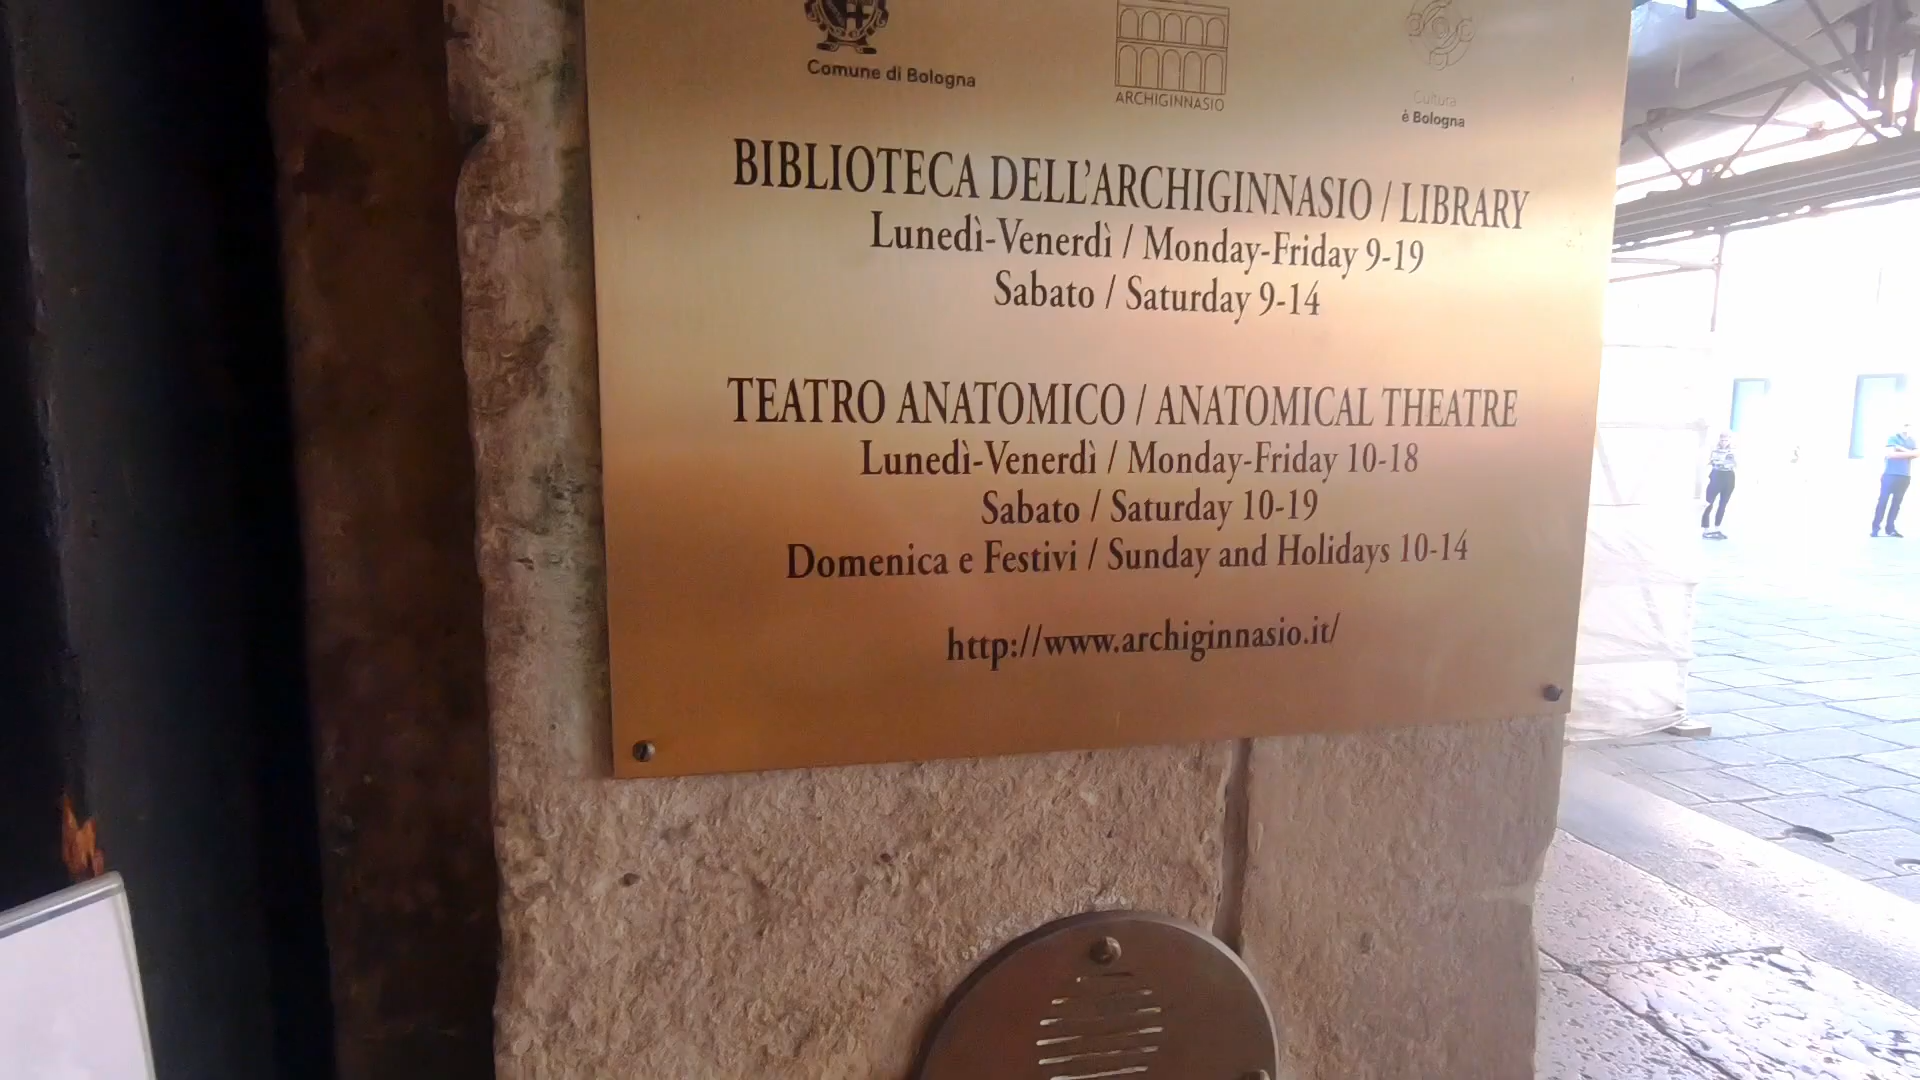 Comune di Bologna
ARCHIGINNASIO
Cultura
è Bologna
BIBLIOTECA DELL'ARCHIGINNASIO / LIBRARY
Lunedì-Venerdì / Monday-Friday 9-19
Sabato / Saturday 9-14
TEATRO ANATOMICO / ANATOMICAL THEATRE
Lunedì-Venerdì / Monday-Friday 10-18
Sabato / Saturday 10-19
Domenica e Festivi / Sunday and Holidays 10-14
http://www.archiginnasio.it/